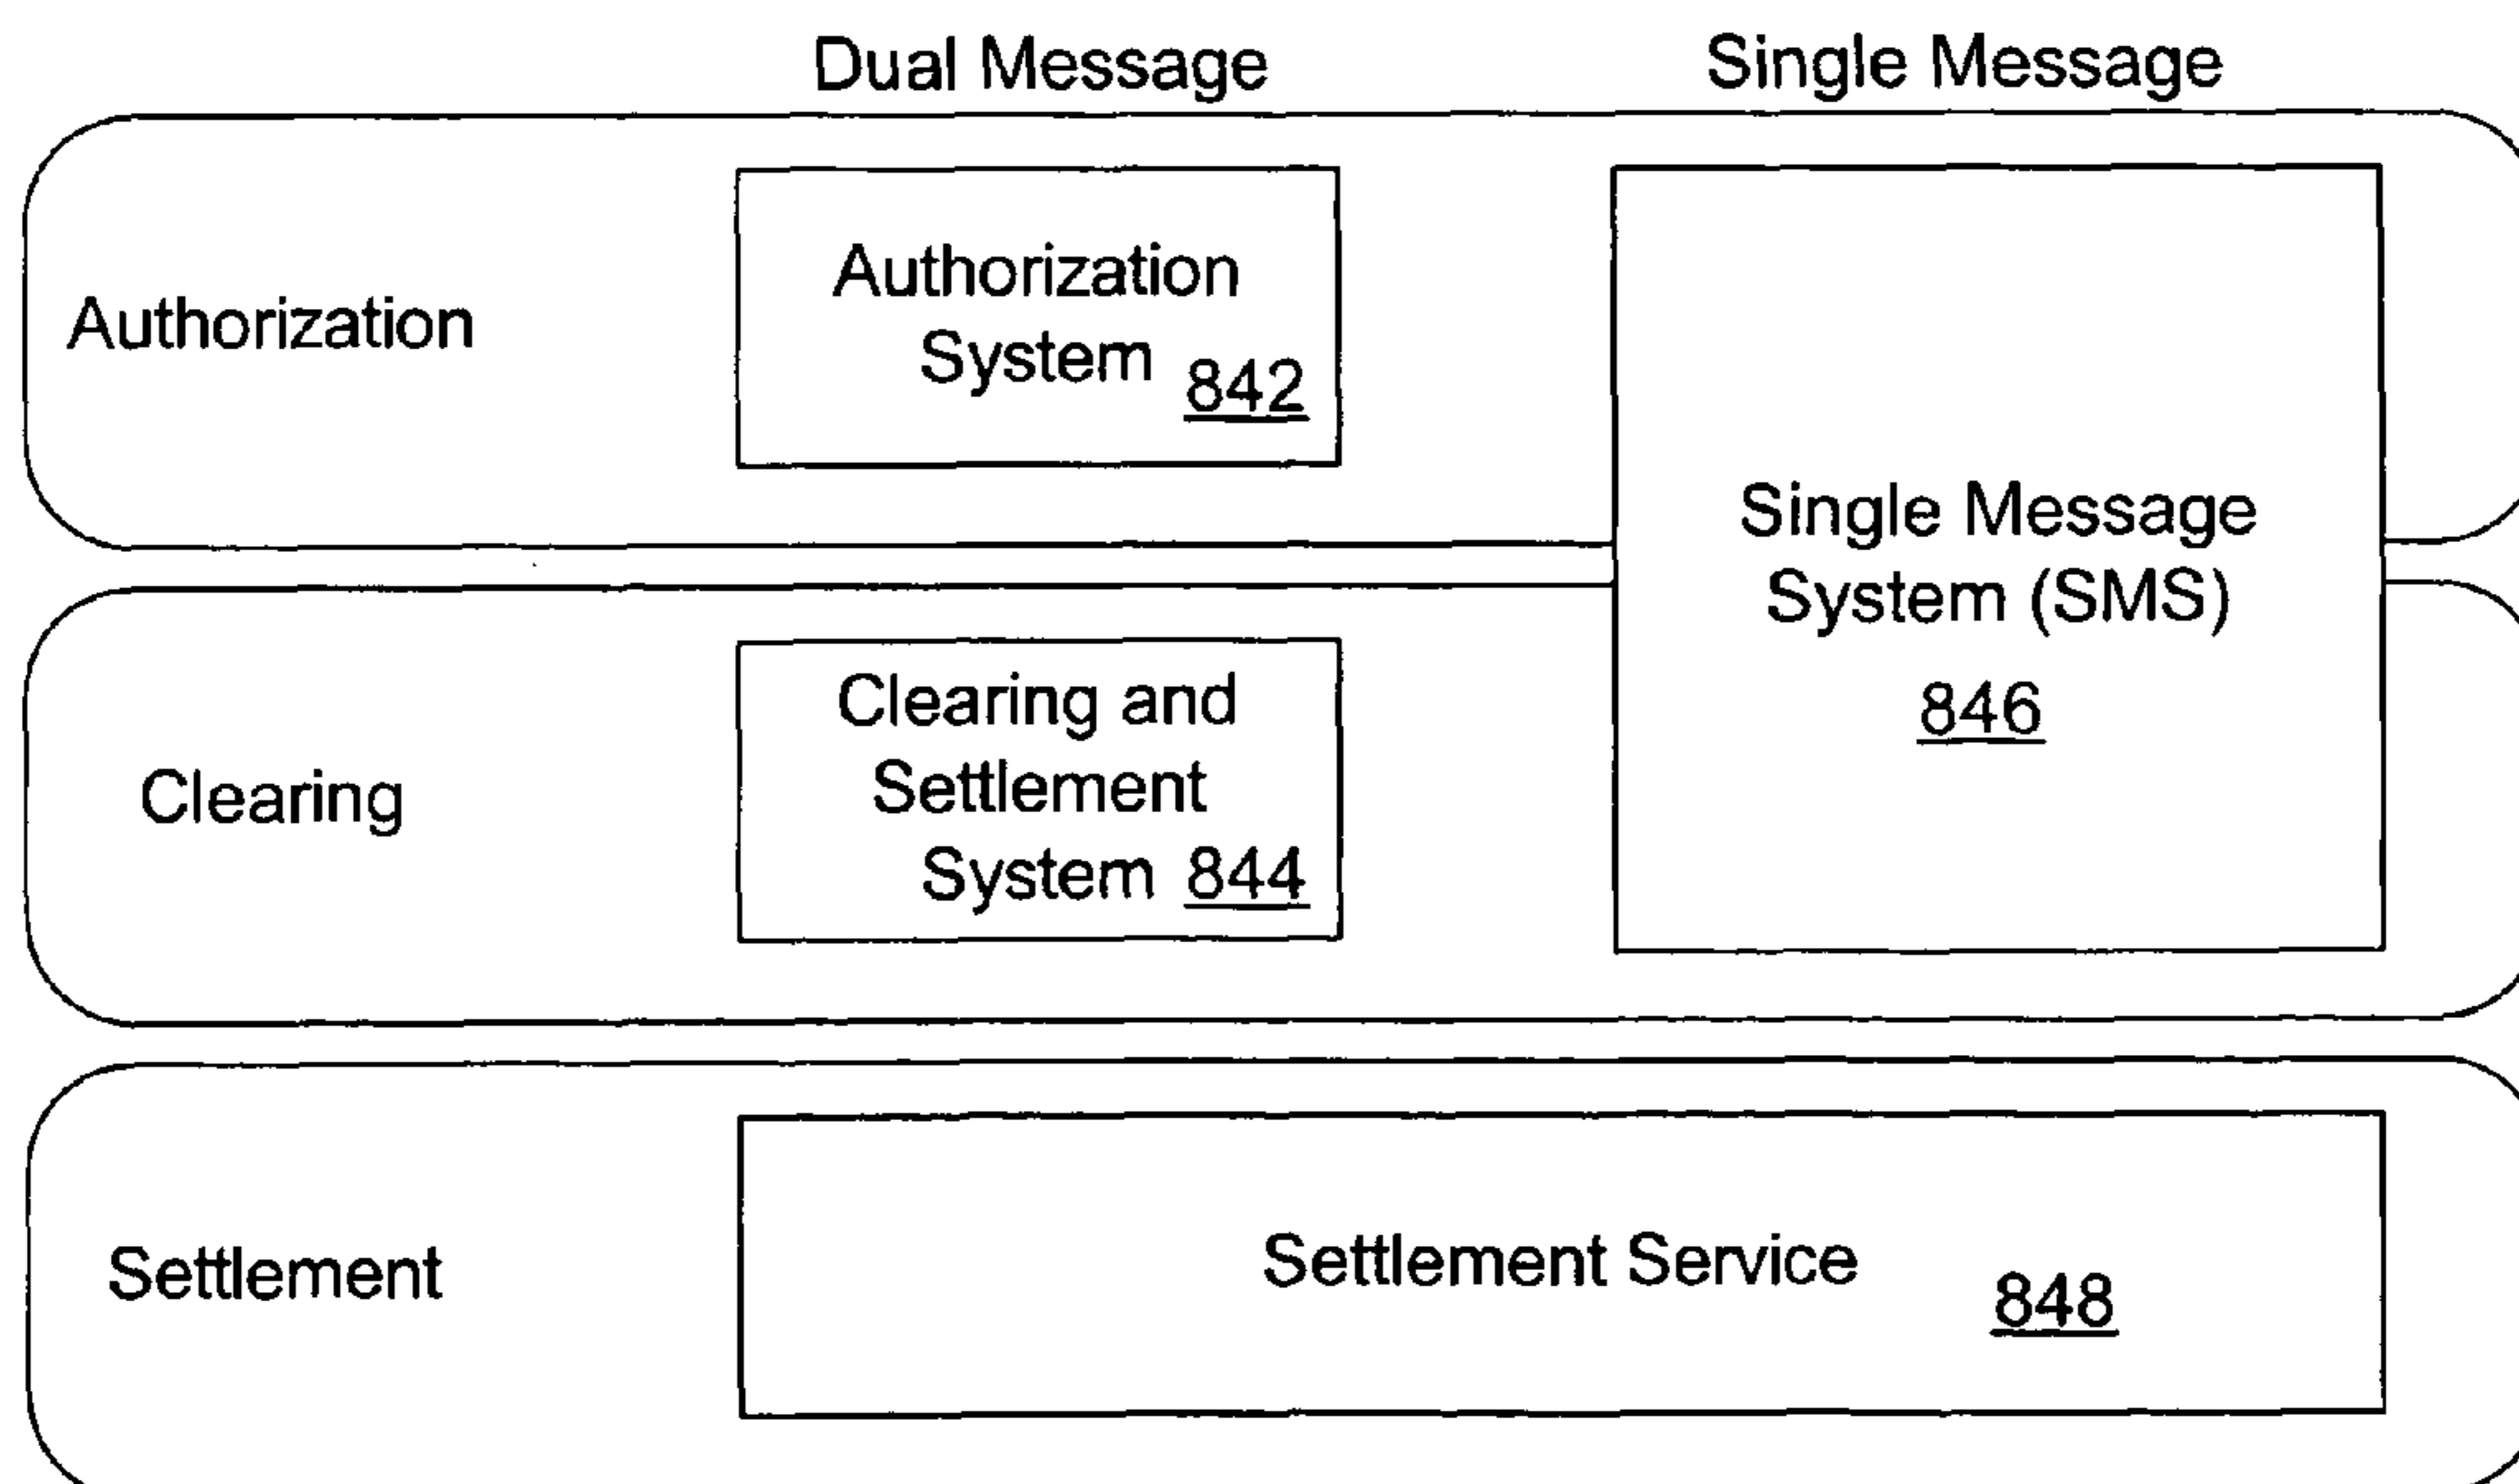 Dual Message
Single Message
Authorization
Authorization
System 842
Single Message
System (SMS)
846
Clearing
Clearing and
Settlement
System 844
Settlement
Settlement Service 848